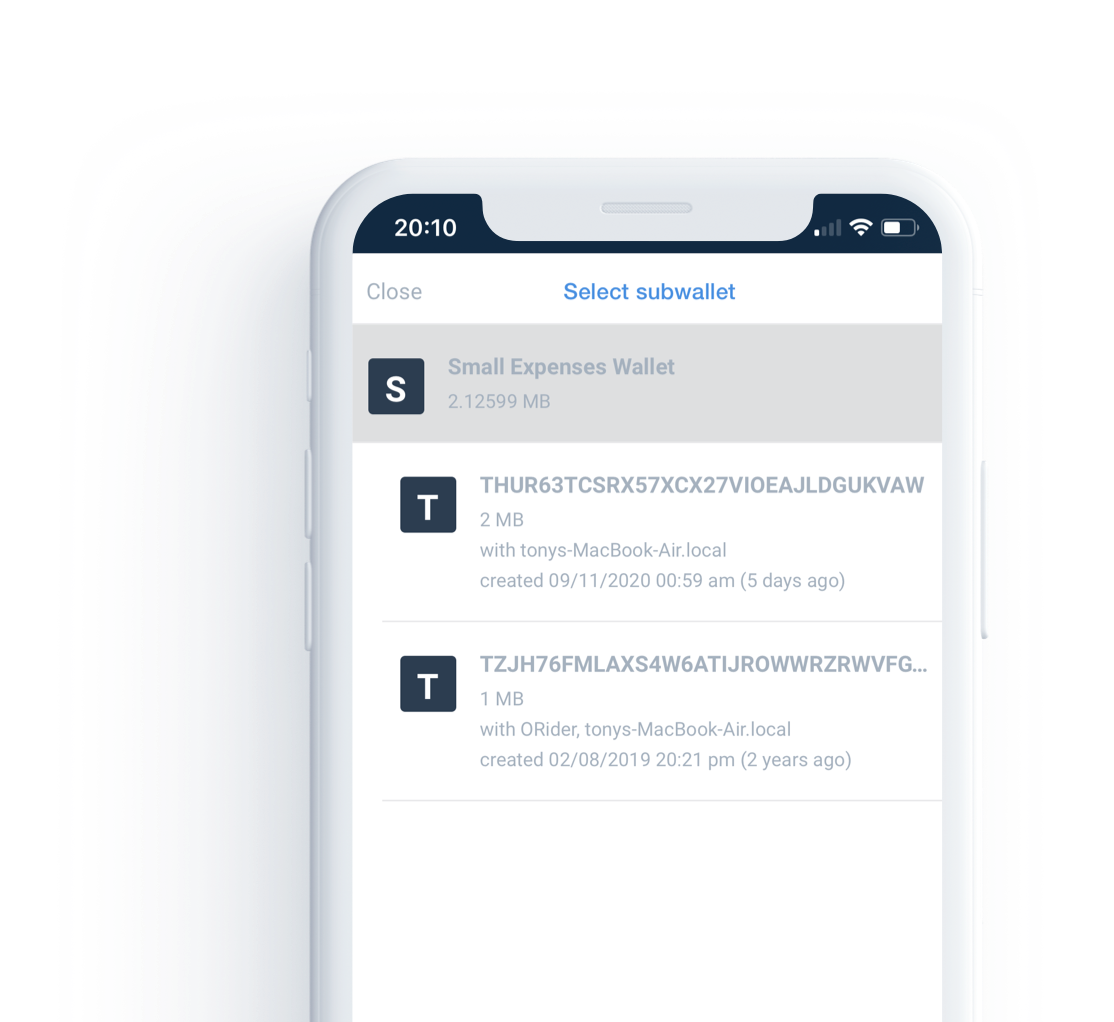 20:10
Close
Select subwallet
S
Small Expenses Wallet
2.12599 MB
T
THUR63TCSRX57XCX27VIOEAJLDGUKVAW
2 MB
with tonys-MacBook-Air.local
created 09/11/2020 00:59 am (5 days ago)
T
TZJH76FMLAXS4W6ATIJROWWRZRWVFG...
1 MB
with ORider, tonys-MacBook-Air.local
created 02/08/2019 20:21 pm (2 years ago)